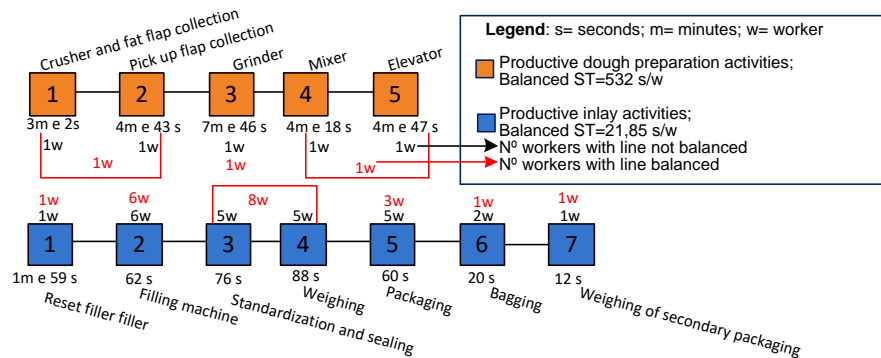 Crusher and fat flap collection
Pick up flap collection
Grinder
Mixer
Elevator
1
2
3
4
5
3m e 2s
4m e 43 s
7m e 46 s
4m e 18 s
4m e 47 s
1w
1w
1w
1w
1w
1w
1w
Legend: s= seconds; m= minutes; w= worker
Productive dough preparation activities;
Balanced ST=532 s/w
Productive inlay activities;
Balanced ST=21,85 s/w
Nº workers with line not balanced
Nº workers with line balanced
1w
6w
8w
3w
1w
1w
1w
6w
5w
5w
5w
2w
1w
1
2
3
4
5
6
7
1m e 59 s
62 s
76 s
88 s
60 s
20 s
12 s
Reset filler filler
Filling machine
Standardization and sealing
Weighing
Packaging
Bagging
Weighing of secondary packaging